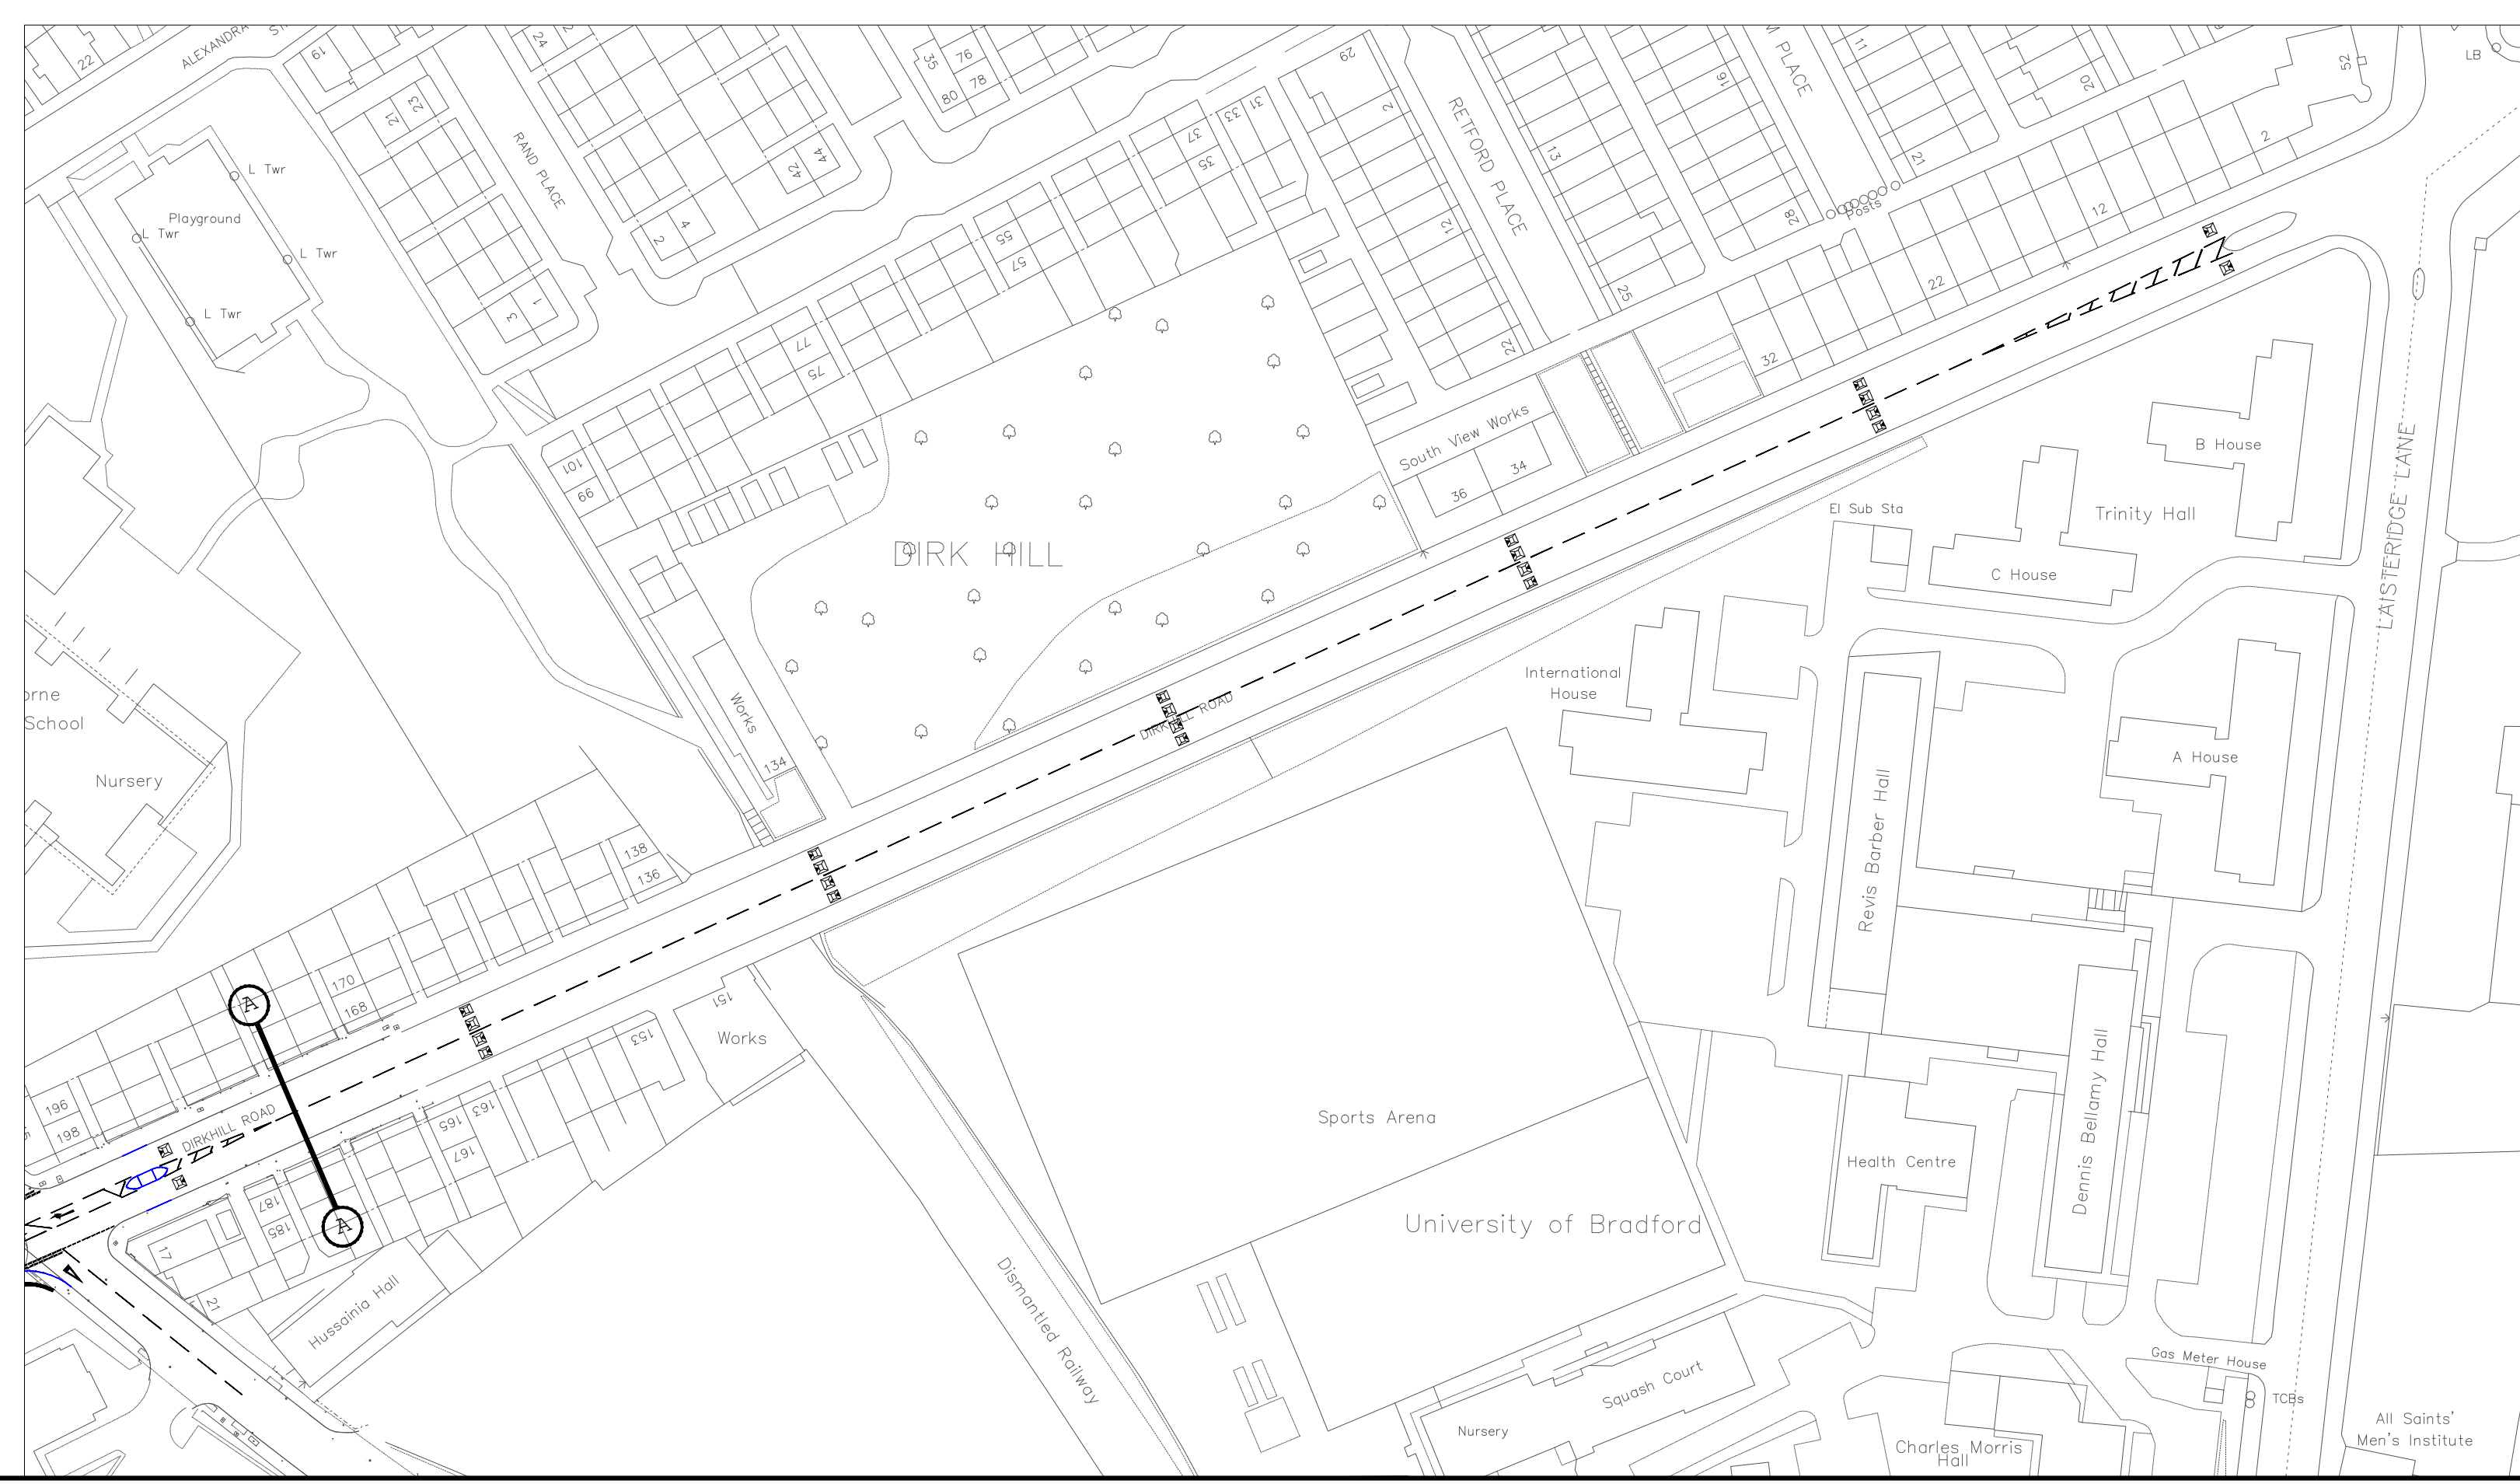 22
ALEXANDRA
ST
19
24
2
35
76
78
80
29
LB
52
20
11
M PLACE
16
RETFORD PLACE
13
2
12
22
25
28
21
Posts
2
12
22
32
23
21
RAND PLACE
1
3
2
4
42
44
L Twr
Playground
L Twr
L Twr
L Twr
31
33
37
35
55
57
77
75
101
99
South View Works
34
36
DIRK HILL
El Sub Sta
B House
Trinity Hall
C House
LAISTERIDGE LANE
International
House
A House
Revis Barber Hall
DIRKHILL ROAD
Works
134
orne
School
Nursery
138
136
170
168
A
196
198
DIRKHILL ROAD
151
Works
153
163
165
167
187
185
A
17
21
Hussainia Hall
Dismantled Railway
Sports Arena
University of Bradford
Health Centre
Dennis Bellamy Hall
Squash Court
Nursery
Gas Meter House
TCBs
Charles Morris
Hall
All Saints'
Men's Institute